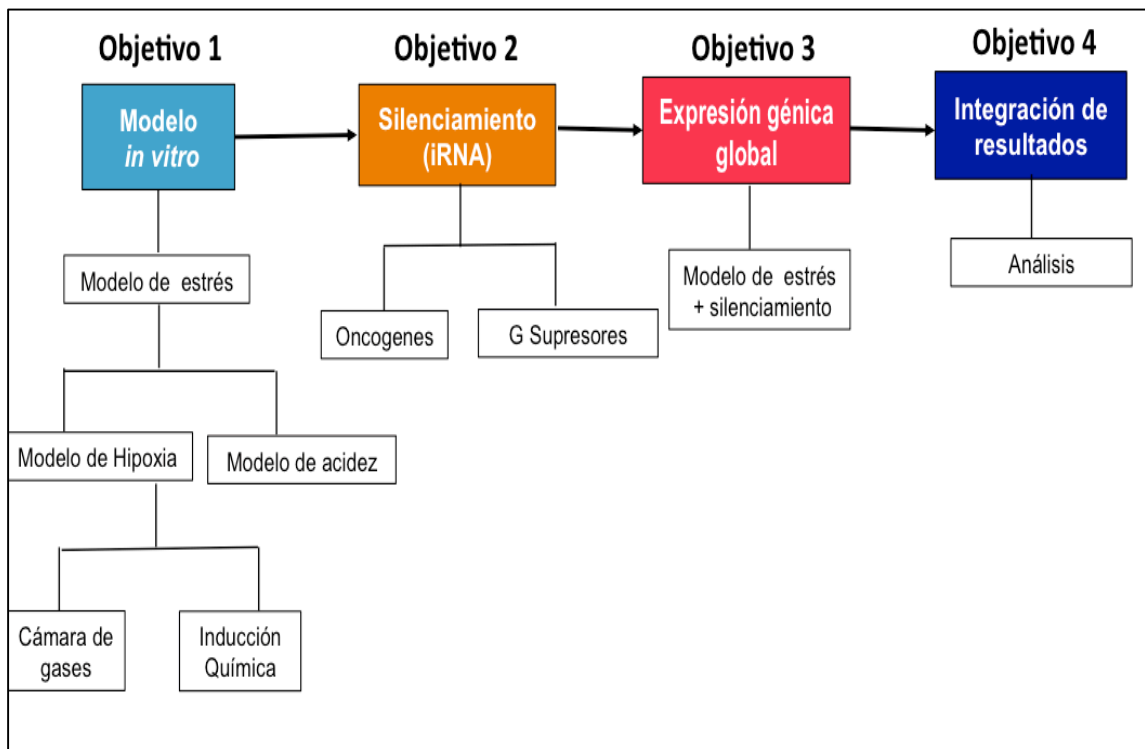 Objetivo 1
Objetivo 2
Objetivo 3
Objetivo 4
Modelo
in vitro
Silenciamiento
(iRNA)
Expresión génica
global
Integración de
resultados
Modelo de estrés
Oncogenes
G Supresores
Modelo de estrés
+ silenciamiento
Análisis
Modelo de Hipoxia
Modelo de acidez
Cámara de
gases
Inducción
Química